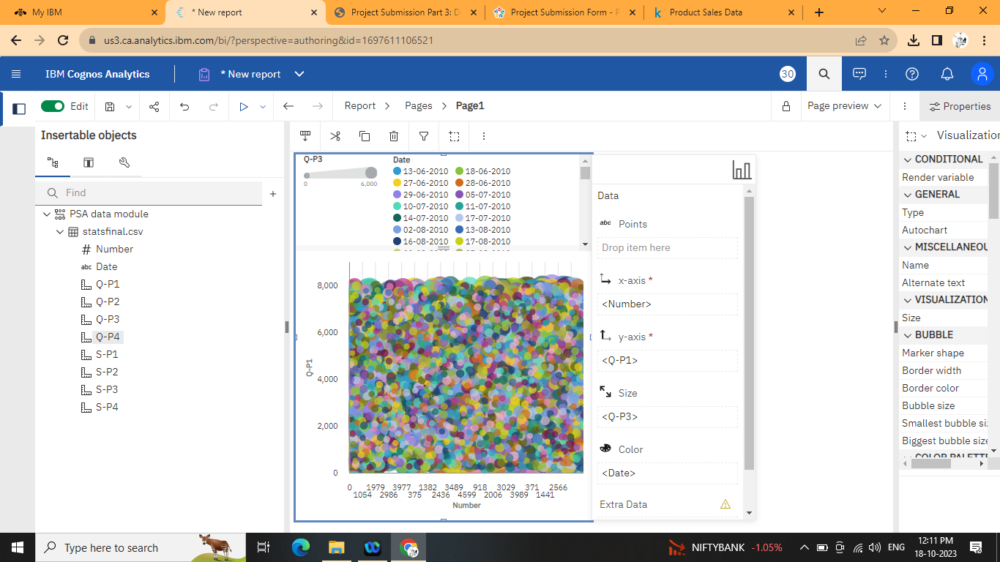 My IBM
* New report
Project Submission Part 3: D
Project Submission Form - P
Product Sales Data
us3.ca.analytics.ibm.com/bi/?perspective=authoring&id=1697611106521
IBM Cognos Analytics
* New report
30
Edit
Report > Pages > Page1
Page preview
Properties
Insertable objects
Find
PSA data module
statsfinal.csv
# Number
abc Date
Q-P1
Q-P2
Q-P3
Q-P4
S-P1
S-P2
S-P3
S-P4
Q-P3
0 6,000
Date
13-06-2010 18-06-2010
27-06-2010 28-06-2010
29-06-2010 05-07-2010
10-07-2010 11-07-2010
14-07-2010 17-07-2010
02-08-2010 13-08-2010
16-08-2010 17-08-2010
8,000
6,000
4,000
2,000
0
Q-P1
0 1979 3977 1382 3489 918 3029 371 2566
1054 2986 375 2436 4599 2006 3989 1441
Number
Data
abc Points
Drop item here
x-axis *
<Number>
y-axis *
<Q-P1>
Size
<Q-P3>
Color
<Date>
Extra Data
Visualization
CONDITIONAL
Render variable
GENERAL
Type
Autochart
MISCELLANEOU
Name
Alternate text
VISUALIZATION
Size
BUBBLE
Marker shape
Border width
Border color
Bubble size
Smallest bubble siz
Biggest bubble size
COLOR PALETTE
Type here to search
NIFTYBANK -1.05%
ENG
12:11 PM
18-10-2023